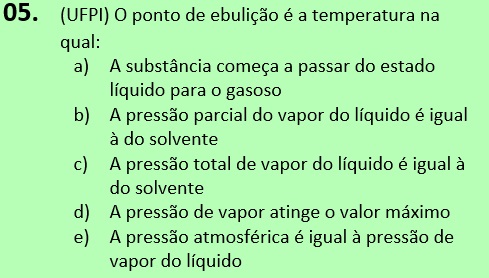 05. (UFPI) O ponto de ebulição é a temperatura na
qual:
a) A substância começa a passar do estado
líquido para o gasoso
b) A pressão parcial do vapor do líquido é igual
à do solvente
c) A pressão total de vapor do líquido é igual à
do solvente
d) A pressão de vapor atinge o valor máximo
e) A pressão atmosférica é igual à pressão de
vapor do líquido